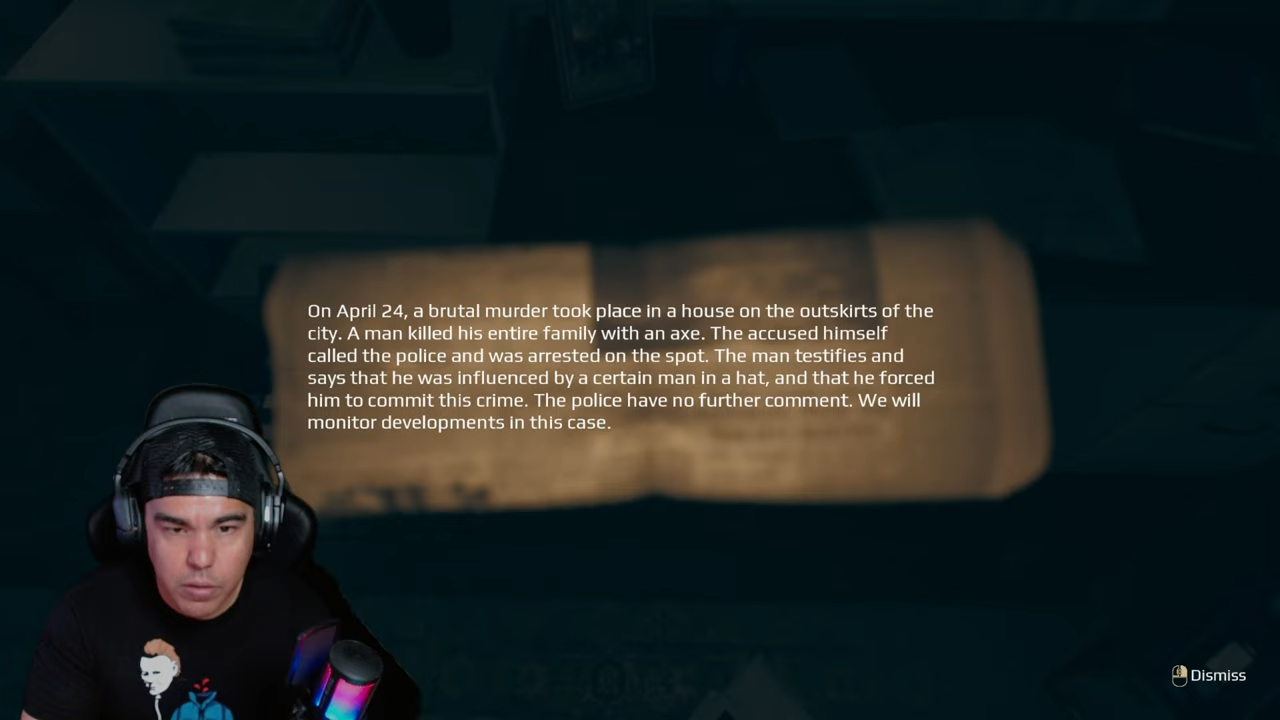 On April 24, a brutal murder took place in a house on the outskirts of the
city. A man killed his entire family with an axe. The accused himself
called the police and was arrested on the spot. The man testifies and
says that he was influenced by a certain man in a hat, and that he forced
him to commit this crime. The police have no further comment. We will
monitor developments in this case.
Dismiss